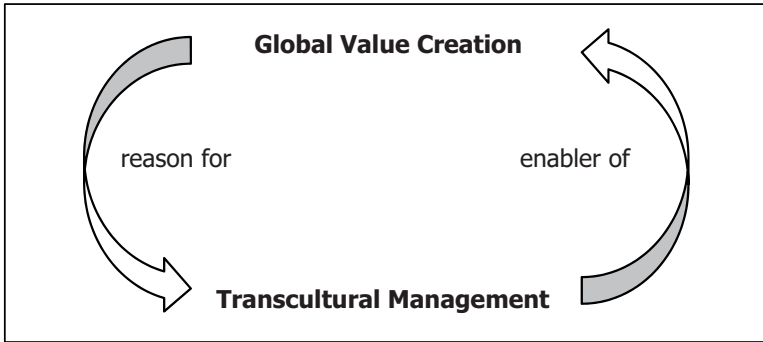 Global Value Creation
reason for
enabler of
Transcultural Management